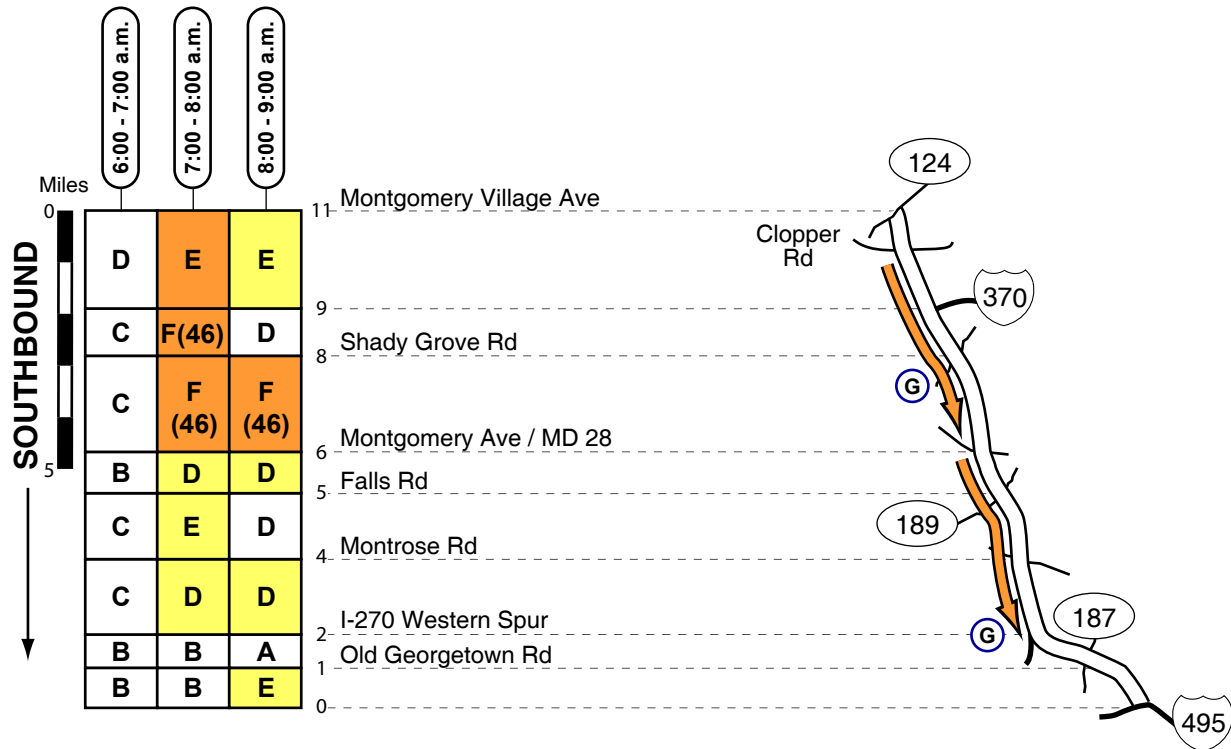 6:00 - 7:00 a.m.
7:00 - 8:00 a.m.
8:00 - 9:00 a.m.
Miles
0
5
SOUTHBOUND
D E E
C F(46) D
C F (46) F (46)
B D D
C E D
C D D
B B A
B B E
11 Montgomery Village Ave
9
8 Shady Grove Rd
6 Montgomery Ave / MD 28
5 Falls Rd
4 Montrose Rd
2 I-270 Western Spur
1 Old Georgetown Rd
0
124
Clopper
Rd
370
G
189
G
187
495